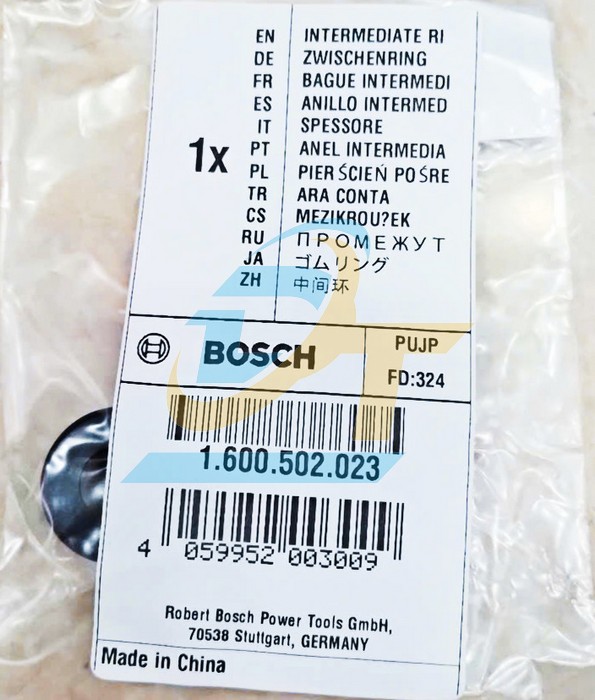 EN INTERMEDIATE RI
DE ZWISCHENRING
FR BAGUE INTERMEDI
ES ANILLO INTERMED
IT SPESSORE
1x PT ANEL INTERMEDIA
PL PIERŚCIEŃ POŚRE
TR ARA CONTA
CS MEZIKROU?EK
RU ПРОМЕЖУТ
JA ゴムリング
ZH 中间环
BOSCH
PUJP
FD:324
1.600.502.023
4 059952 003009
Robert Bosch Power Tools GmbH,
70538 Stuttgart, GERMANY
Made in China
DT